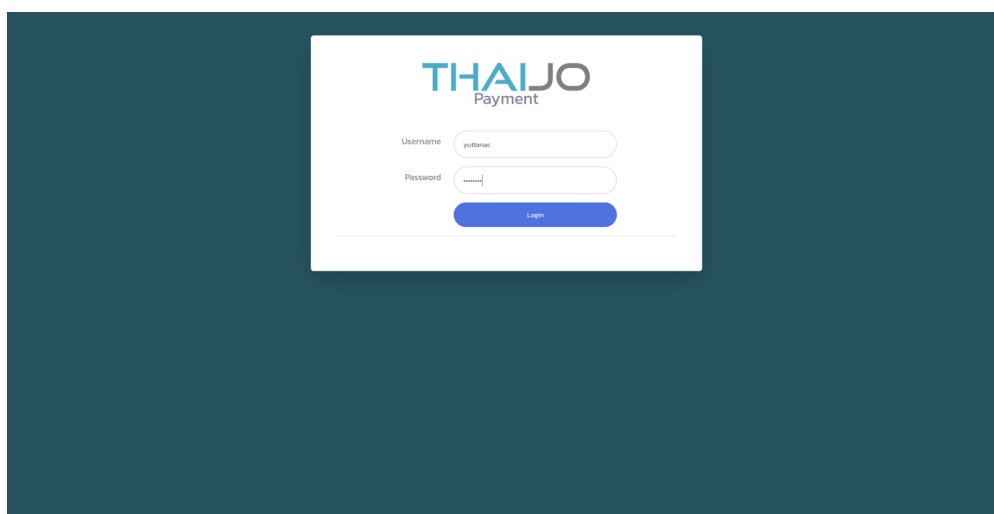 THAIJO
Payment
Username
yuttanac
Password
........
Login